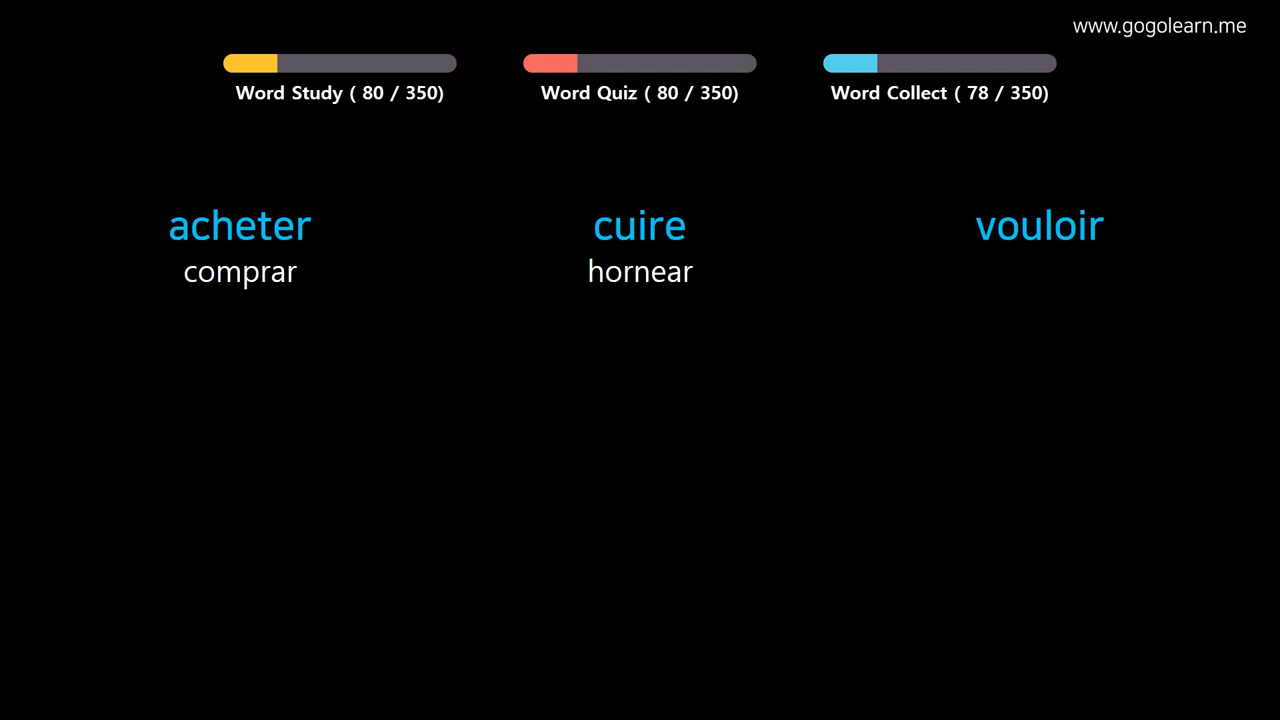 www.gogolearn.me
Word Study ( 80 / 350)
Word Quiz ( 80 / 350)
Word Collect ( 78 / 350)
acheter
comprar
cuire
hornear
vouloir